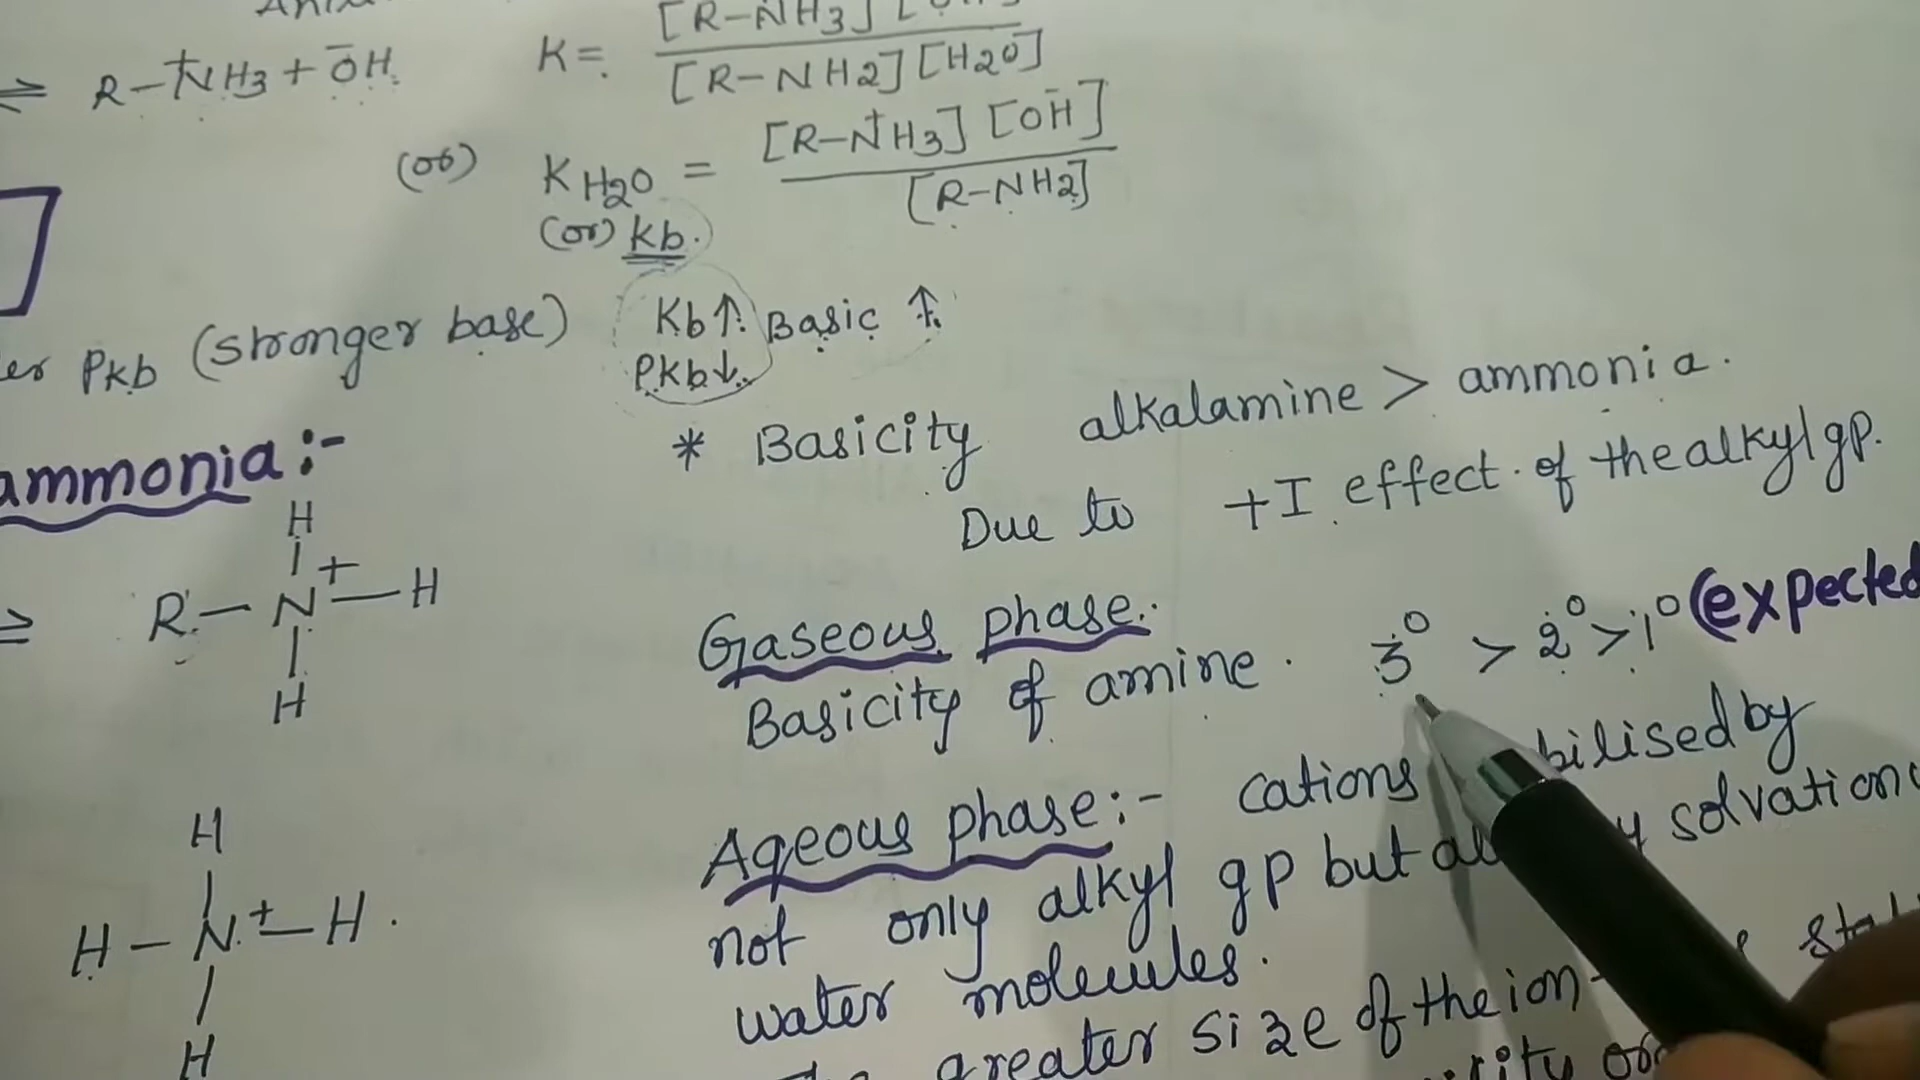 ⇌ R-N⁺H3 + ŌH. K = [R-NH3] [
[R-NH2] [H2O]
(or) KH2O = [R-N⁺H3] [ŌH]
[R-NH2]
(or) kb.
Pkb (stronger base) Kb↑ Basic ↑
Pkb↓
ammonia :-
* Basicity alkalamine > ammonia.
Due to +I effect. of the alkyl gp.
H
R-N⁺-H
H
Gaseous phase.
Basicity of amine. 3° > 2° > 1° (expected
Aqeous phase :- cations bilised by
not only alkyl gp but al y solvation
water molecules.
greater size of the ion-
H
H-N⁺-H.
H